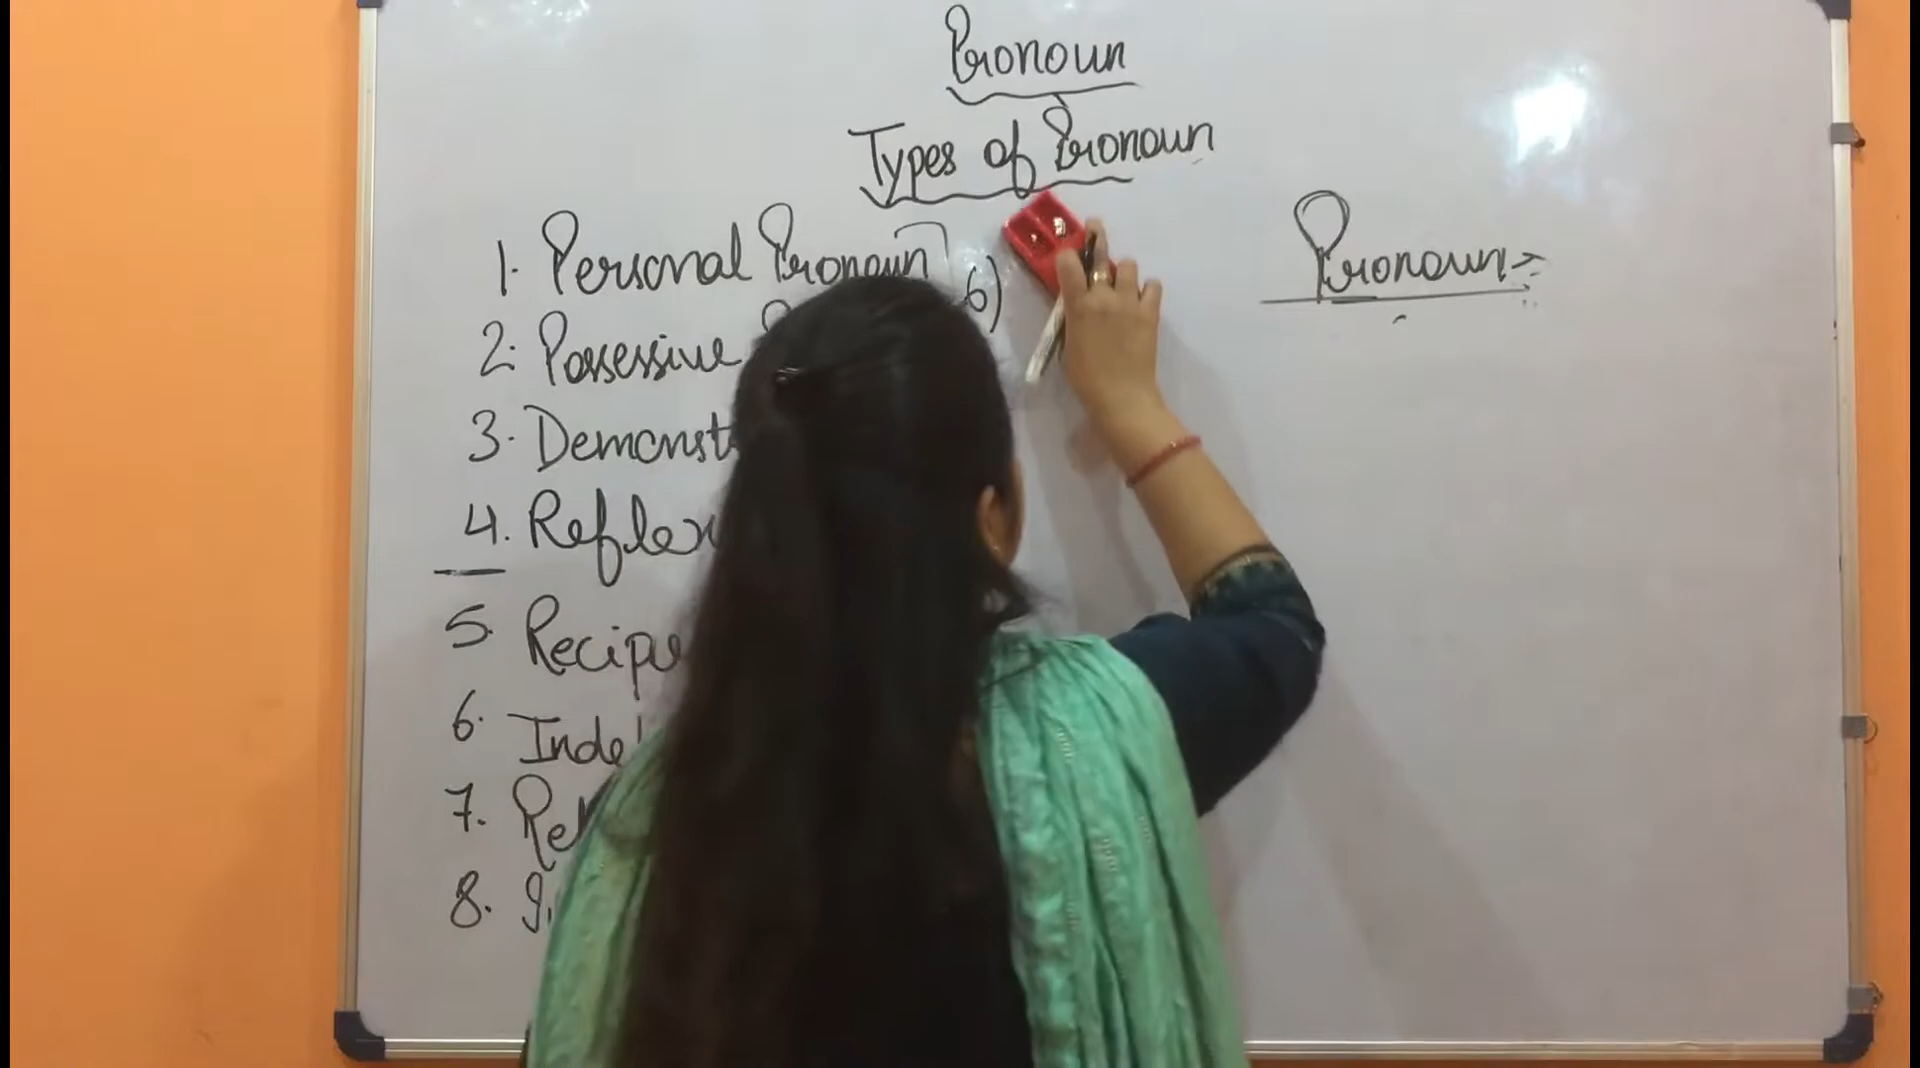 Pronoun
Types of Pronoun
1. Personal Pronoun
6)
2. Possessive
3. Demonst
4. Reflex
5. Recipr
6. Inde
7. Rel
8.
Pronoun:-